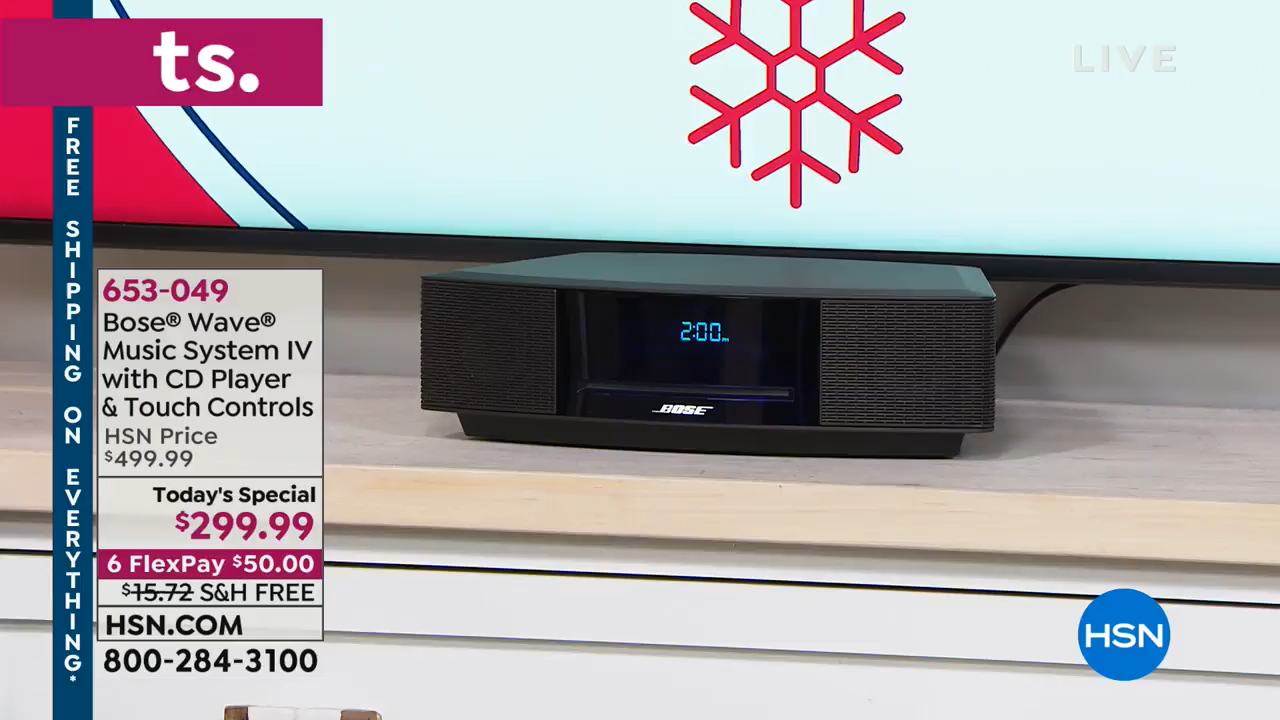 ts.
LIVE
FREE SHIPPING ON EVERYTHING*
653-049
Bose® Wave®
Music System IV
with CD Player
& Touch Controls
HSN Price
$499.99
Today's Special
$299.99
6 FlexPay $50.00
$15.72 S&H FREE
HSN.COM
800-284-3100
2:00 PM
BOSE
HSN